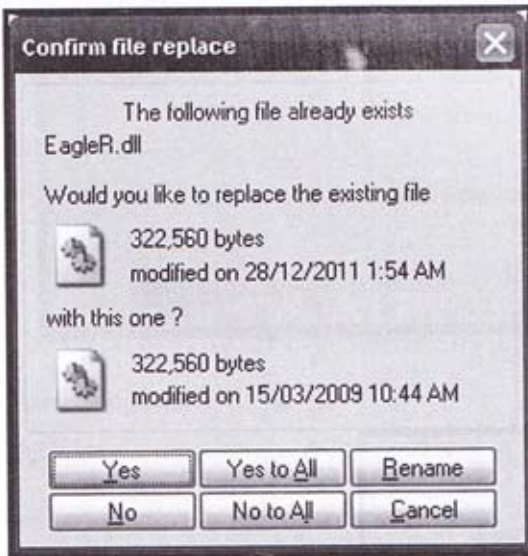 Confirm file replace
The following file already exists
EagleR.dll
Would you like to replace the existing file
322,560 bytes
modified on 28/12/2011 1:54 AM
with this one ?
322,560 bytes
modified on 15/03/2009 10:44 AM
Yes
Yes to All
Rename
No
No to All
Cancel